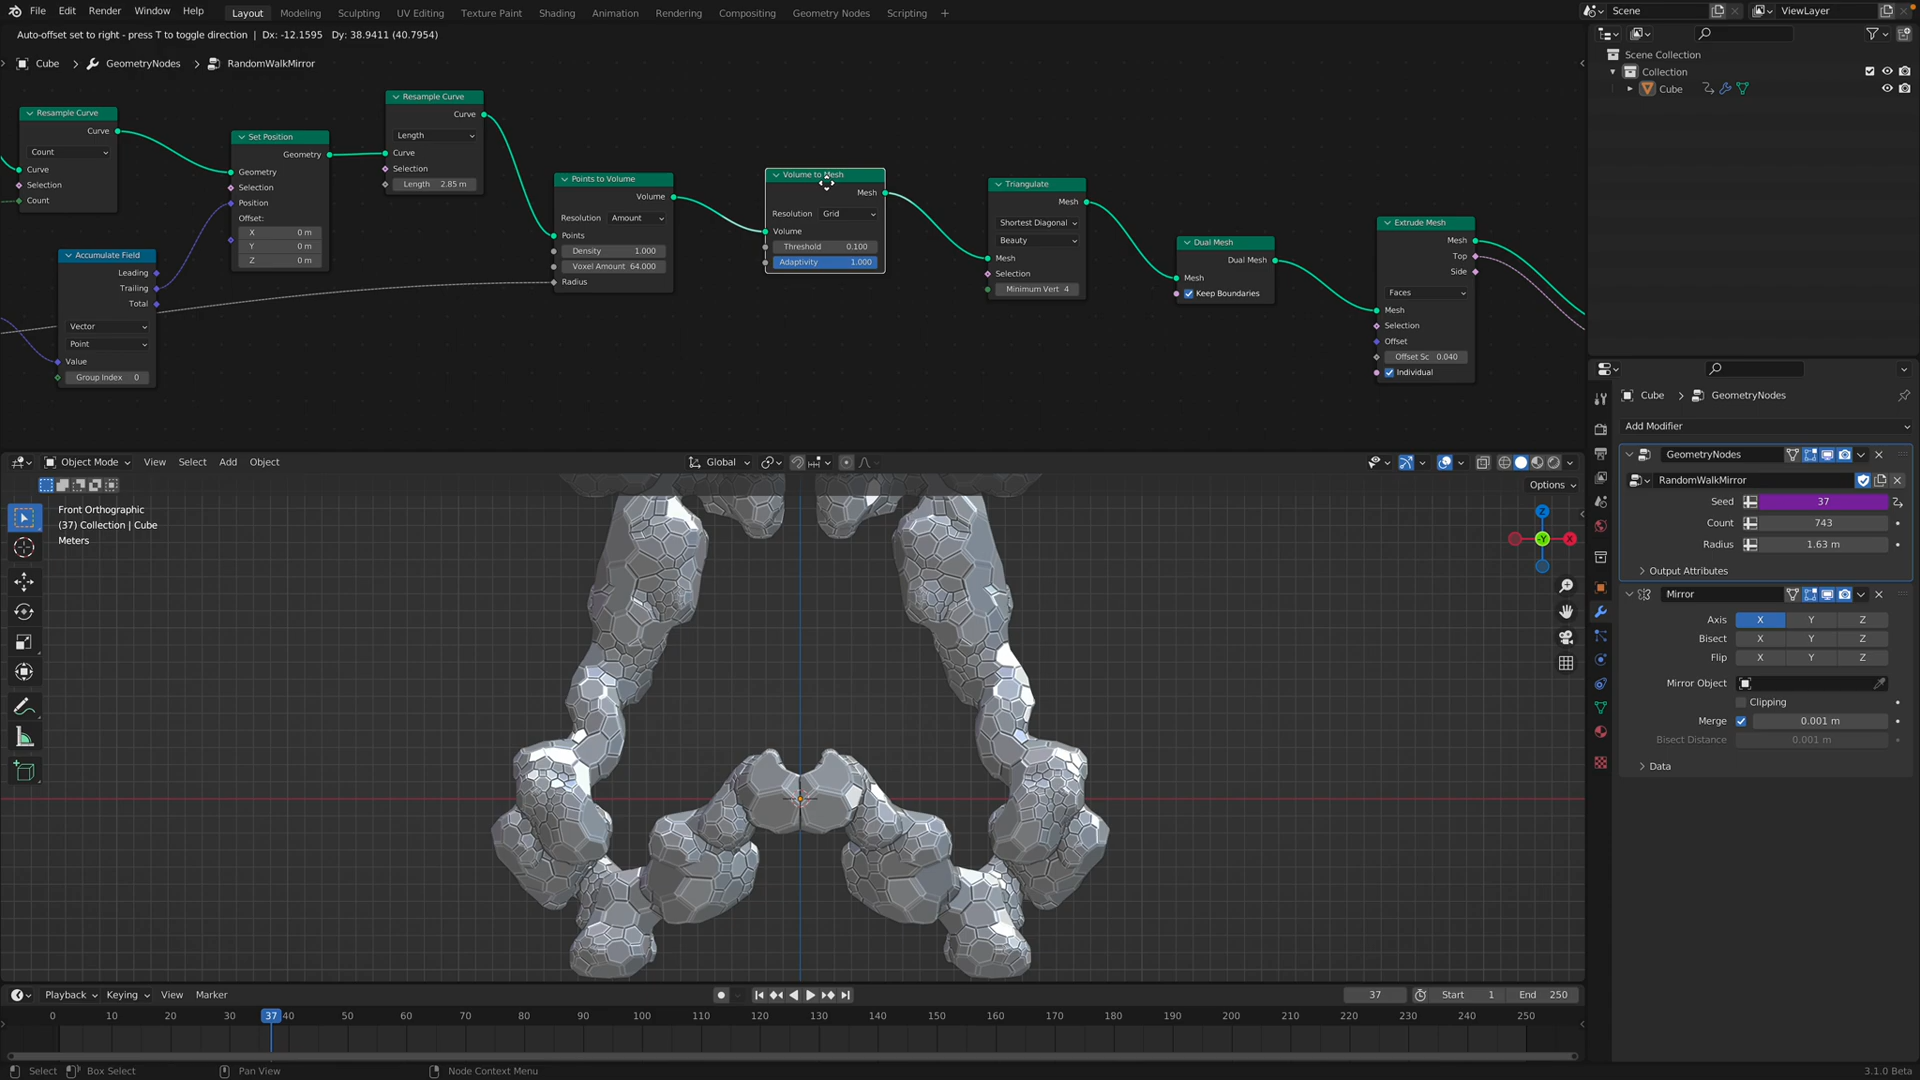 File Edit Render Window Help Layout Modeling Sculpting UV Editing Texture Paint Shading Animation Rendering Compositing Geometry Nodes Scripting + Scene ViewLayer
Auto-offset set to right - press T to toggle direction | Dx: -12.1595 Dy: 38.9411 (40.7954)
Cube > GeometryNodes > RandomWalkMirror
Resample Curve
Curve
Count
Curve
Selection
Count
Accumulate Field
Leading
Trailing
Total
Vector
Point
Value
Group Index 0
Set Position
Geometry
Geometry
Selection
Position
Offset:
X 0 m
Y 0 m
Z 0 m
Resample Curve
Curve
Length
Curve
Selection
Length 2.85 m
Points to Volume
Volume
Resolution Amount
Points
Density 1.000
Voxel Amount 64.000
Radius
Volume to Mesh
Mesh
Resolution Grid
Volume
Threshold 0.100
Adaptivity 1.000
Triangulate
Mesh
Shortest Diagonal
Beauty
Mesh
Selection
Minimum Vert 4
Dual Mesh
Dual Mesh
Mesh
Keep Boundaries
Extrude Mesh
Mesh
Top
Side
Faces
Mesh
Selection
Offset
Offset Sc 0.040
Individual
Scene Collection
Collection
Cube
Cube > GeometryNodes
Add Modifier
GeometryNodes
RandomWalkMirror
Seed 37
Count 743
Radius 1.63 m
Output Attributes
Mirror
Axis X Y Z
Bisect X Y Z
Flip X Y Z
Mirror Object
Clipping
Merge 0.001 m
Bisect Distance 0.001 m
Data
Object Mode View Select Add Object Global
Options
Front Orthographic
(37) Collection | Cube
Meters
Z
-Y X
Playback Keying View Marker 37 Start 1 End 250
0 10 20 30 37 40 50 60 70 80 90 100 110 120 130 140 150 160 170 180 190 200 210 220 230 240 250
Select Box Select Pan View Node Context Menu 3.1.0 Beta